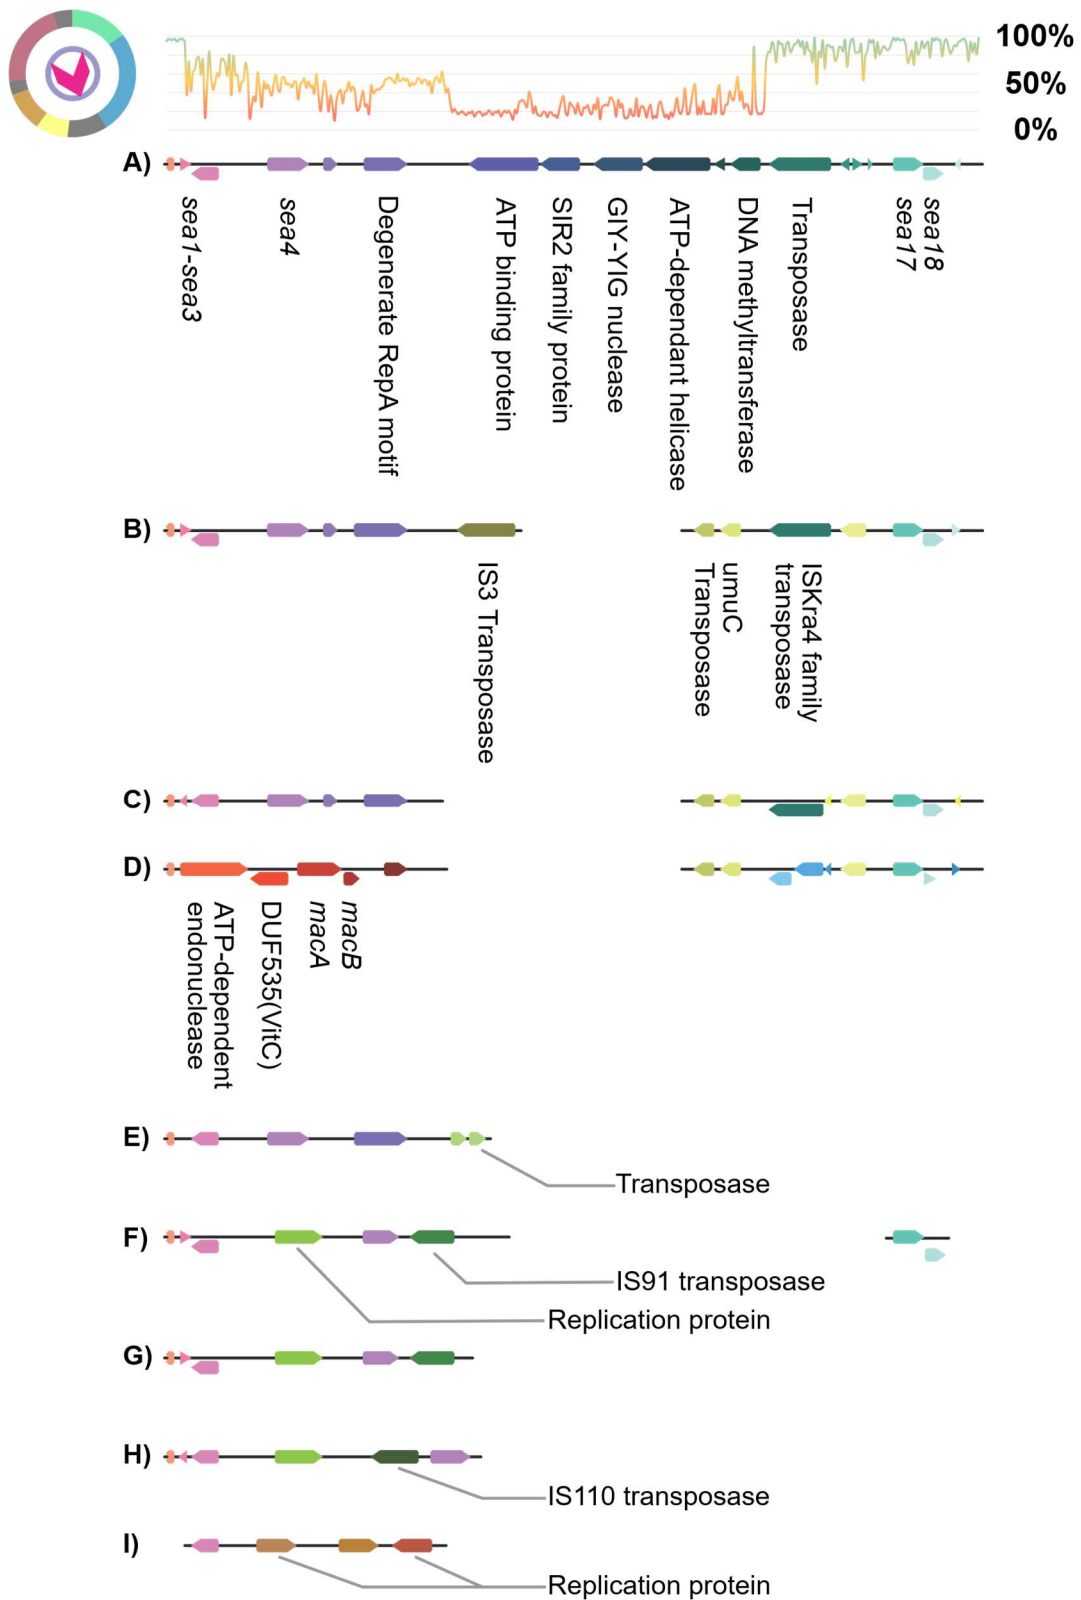 100%
50%
0%
A)
sea1-sea3
sea4
Degenerate RepA motif
ATP binding protein
SIR2 family protein
GIY-YIG nuclease
ATP-dependant helicase
DNA methyltransferase
Transposase
sea17
sea18
B)
IS3 Transposase
Transposase
umuC
ISKra4 family
transposase
C)
D)
ATP-dependent
endonuclease
DUF535(VitC)
macA
macB
E)
Transposase
F)
IS91 transposase
Replication protein
G)
H)
IS110 transposase
I)
Replication protein